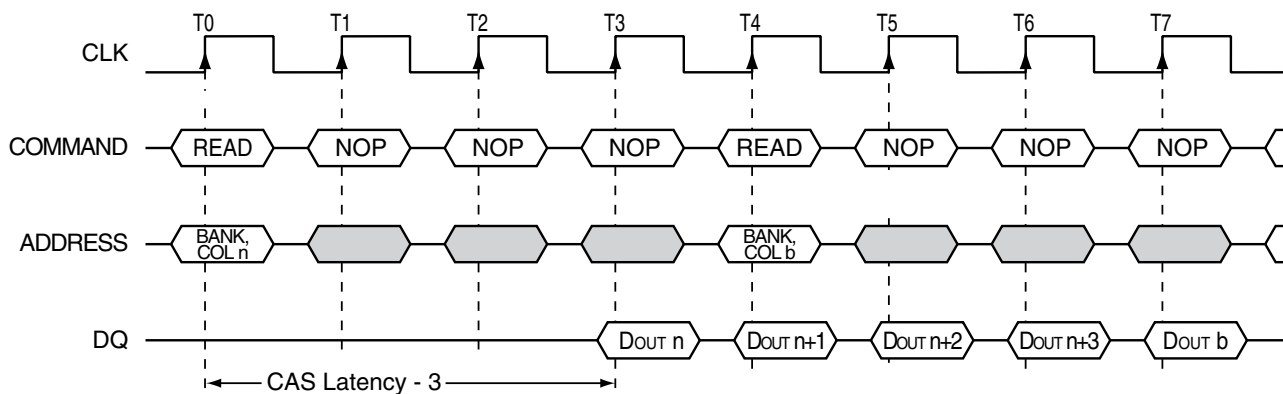 T0 T1 T2 T3 T4 T5 T6 T7
CLK
COMMAND READ NOP NOP NOP READ NOP NOP NOP
ADDRESS BANK, COL n BANK, COL b
DQ DOUT n DOUT n+1 DOUT n+2 DOUT n+3 DOUT b
CAS Latency - 3